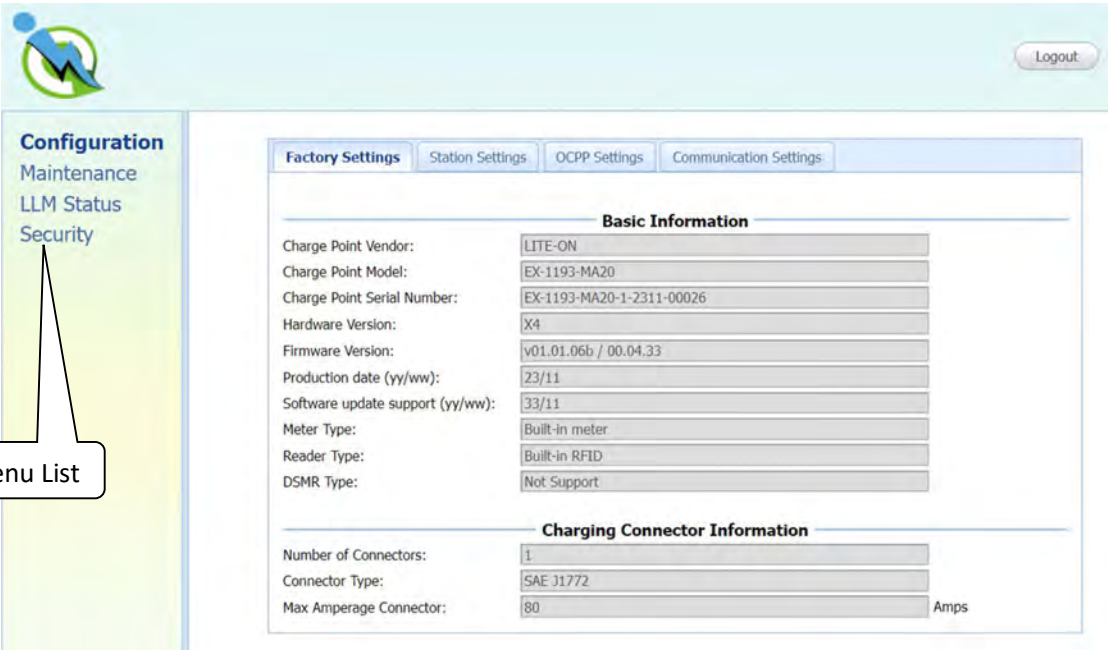 Logout
Configuration
Maintenance
LLM Status
Security
enu List
Factory Settings Station Settings OCPP Settings Communication Settings
Basic Information
Charge Point Vendor: LITE-ON
Charge Point Model: EX-1193-MA20
Charge Point Serial Number: EX-1193-MA20-1-2311-00026
Hardware Version: X4
Firmware Version: v01.01.06b / 00.04.33
Production date (yy/ww): 23/11
Software update support (yy/ww): 33/11
Meter Type: Built-in meter
Reader Type: Built-in RFID
DSMR Type: Not Support
Charging Connector Information
Number of Connectors: 1
Connector Type: SAE J1772
Max Amperage Connector: 80 Amps